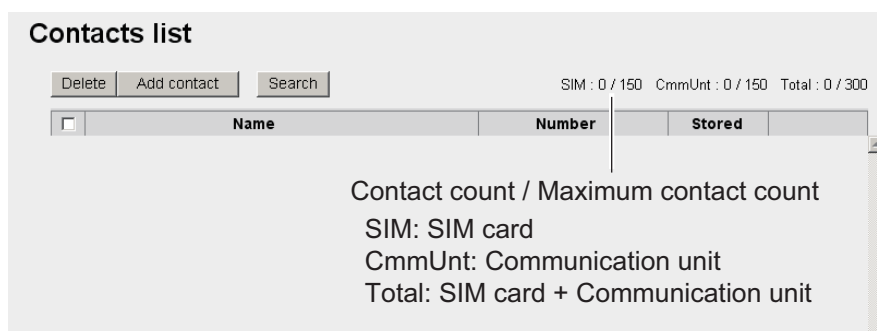 Contacts list
Delete Add contact Search SIM : 0 / 150 CmmUnt : 0 / 150 Total : 0 / 300
Name Number Stored
Contact count / Maximum contact count
SIM: SIM card
CmmUnt: Communication unit
Total: SIM card + Communication unit